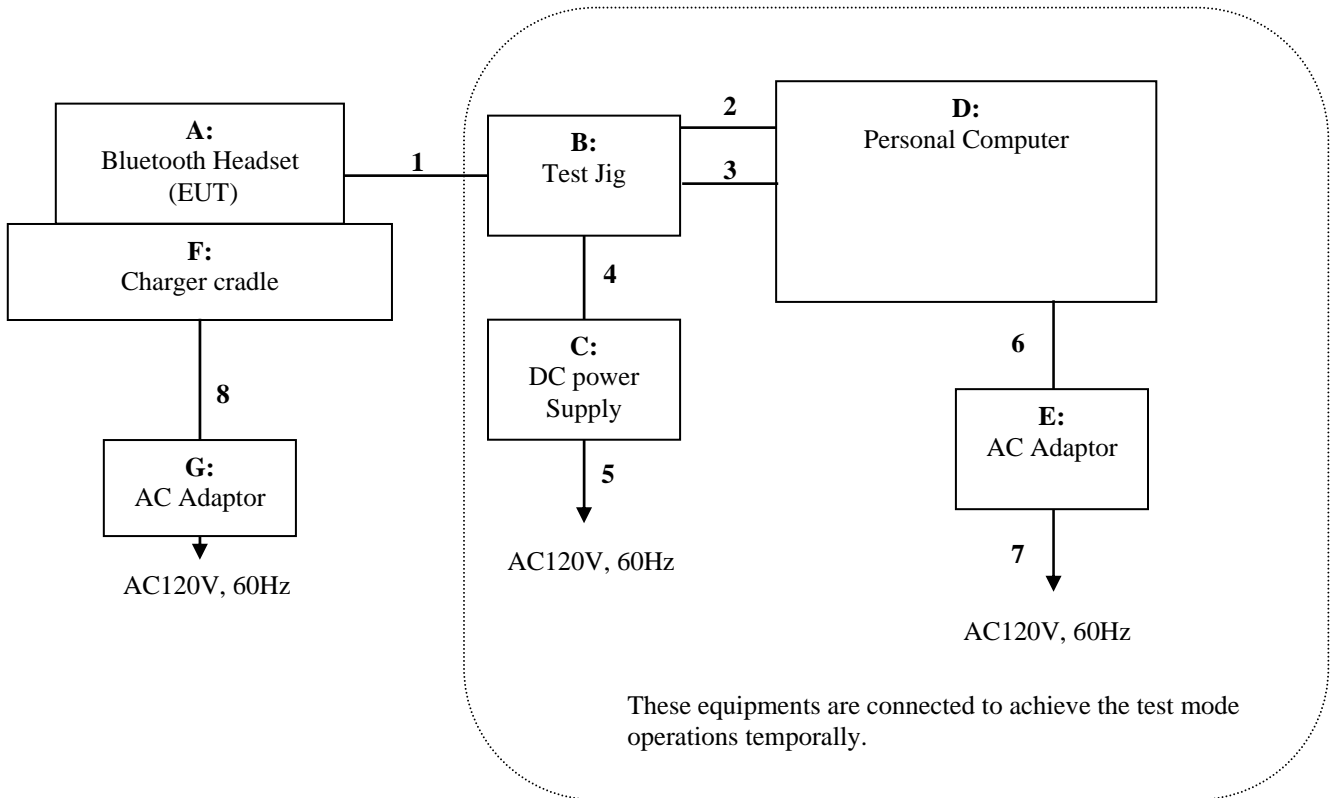 A:
Bluetooth Headset
(EUT)
F:
Charger cradle
8
G:
AC Adaptor
AC120V, 60Hz
1
B:
Test Jig
2
3
D:
Personal Computer
4
C:
DC power
Supply
5
AC120V, 60Hz
6
E:
AC Adaptor
7
AC120V, 60Hz
These equipments are connected to achieve the test mode
operations temporally.